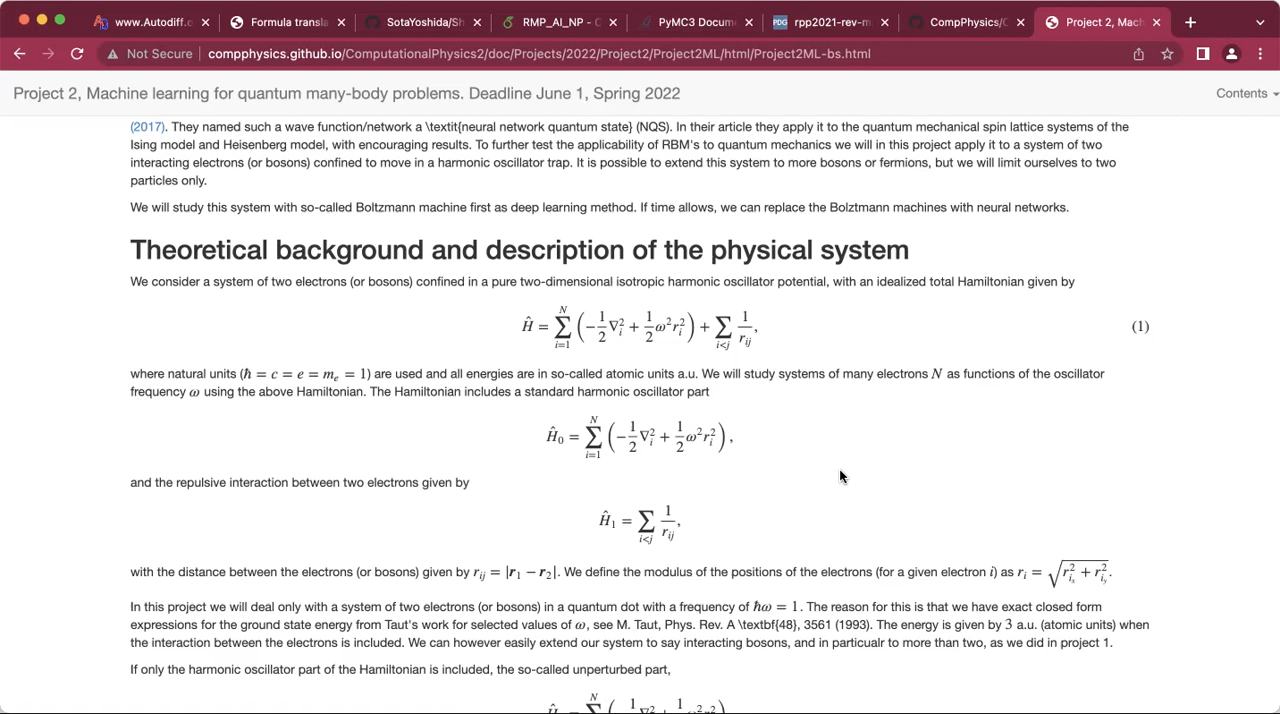 www.Autodiff.o
Formula transla
SotaYoshida/Sh
RMP_AI_NP - O
PyMC3 Docume
rpp2021-rev-m
CompPhysics/C
Project 2, Mach
Not Secure
compphysics.github.io/ComputationalPhysics2/doc/Projects/2022/Project2/Project2ML/html/Project2ML-bs.html
Project 2, Machine learning for quantum many-body problems. Deadline June 1, Spring 2022
Contents
(2017). They named such a wave function/network a \textit{neural network quantum state} (NQS). In their article they apply it to the quantum mechanical spin lattice systems of the
Ising model and Heisenberg model, with encouraging results. To further test the applicability of RBM's to quantum mechanics we will in this project apply it to a system of two
interacting electrons (or bosons) confined to move in a harmonic oscillator trap. It is possible to extend this system to more bosons or fermions, but we will limit ourselves to two
particles only.
We will study this system with so-called Boltzmann machine first as deep learning method. If time allows, we can replace the Bolztmann machines with neural networks.
Theoretical background and description of the physical system
We consider a system of two electrons (or bosons) confined in a pure two-dimensional isotropic harmonic oscillator potential, with an idealized total Hamiltonian given by
Ĥ = ∑_{i=1}^{N} (−1/2 ∇_i^2 + 1/2 ω^2 r_i^2) + ∑_{i<j} 1/r_{ij}, (1)
where natural units (ℏ = c = e = m_e = 1) are used and all energies are in so-called atomic units a.u. We will study systems of many electrons N as functions of the oscillator
frequency ω using the above Hamiltonian. The Hamiltonian includes a standard harmonic oscillator part
Ĥ_0 = ∑_{i=1}^{N} (−1/2 ∇_i^2 + 1/2 ω^2 r_i^2),
and the repulsive interaction between two electrons given by
Ĥ_1 = ∑_{i<j} 1/r_{ij},
with the distance between the electrons (or bosons) given by r_{ij} = |r_1 − r_2|. We define the modulus of the positions of the electrons (for a given electron i) as r_i = √(r_{i_x}^2 + r_{i_y}^2).
In this project we will deal only with a system of two electrons (or bosons) in a quantum dot with a frequency of ℏω = 1. The reason for this is that we have exact closed form
expressions for the ground state energy from Taut's work for selected values of ω, see M. Taut, Phys. Rev. A \textbf{48}, 3561 (1993). The energy is given by 3 a.u. (atomic units) when
the interaction between the electrons is included. We can however easily extend our system to say interacting bosons, and in particualr to more than two, as we did in project 1.
If only the harmonic oscillator part of the Hamiltonian is included, the so-called unperturbed part,